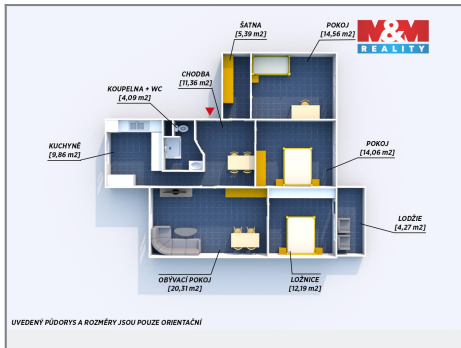 ŠATNA
[5,39 m2]
POKOJ
[14,56 m2]
M&M
REALITY
CHODBA
[11,36 m2]
KOUPELNA + WC
[4,09 m2]
KUCHYNĚ
[9,86 m2]
POKOJ
[14,06 m2]
LODŽIE
[4,27 m2]
OBÝVACÍ POKOJ
[20,31 m2]
LOŽNICE
[12,19 m2]
UVEDENÝ PŮDORYS A ROZMĚRY JSOU POUZE ORIENTAČNÍ